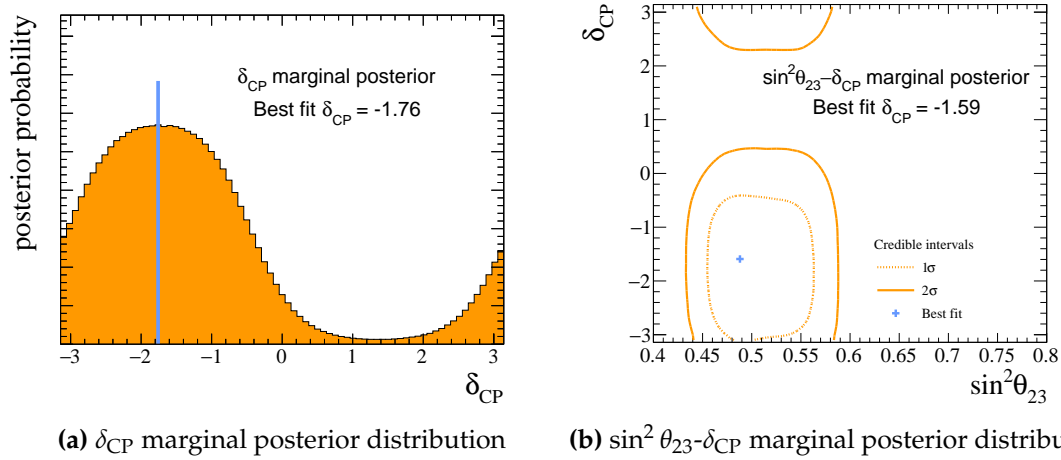 posterior probability
δCP marginal posterior
Best fit δCP = -1.76
−3 −2 −1 0 1 2 3
δCP
(a) δCP marginal posterior distribution
δCP
3
2
1
0
−1
−2
−3
sin²θ23−δCP marginal posterior
Best fit δCP = -1.59
Credible intervals
1σ
2σ
Best fit
0.4 0.45 0.5 0.55 0.6 0.65 0.7 0.75 0.8
sin²θ23
(b) sin² θ23-δCP marginal posterior distribu